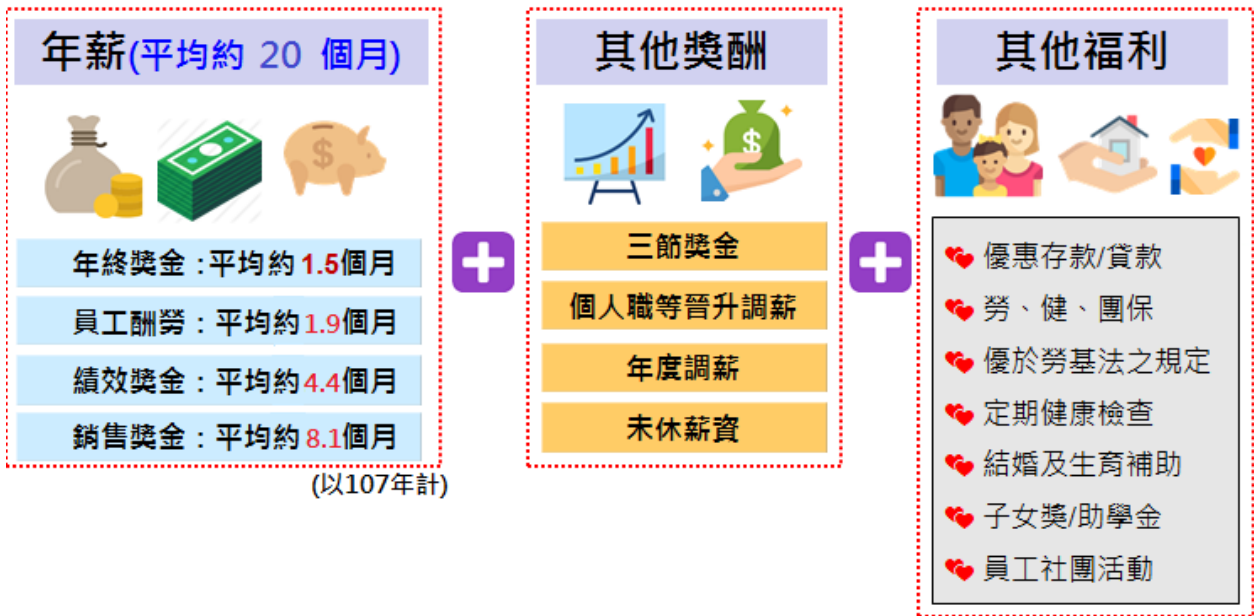 年薪(平均約 20 個月)
年終獎金：平均約1.5個月
員工酬勞：平均約1.9個月
績效獎金：平均約4.4個月
銷售獎金：平均約8.1個月
(以107年計)
其他獎酬
三節獎金
個人職等晉升調薪
年度調薪
未休薪資
其他福利
優惠存款/貸款
勞、健、團保
優於勞基法之規定
定期健康檢查
結婚及生育補助
子女獎/助學金
員工社團活動